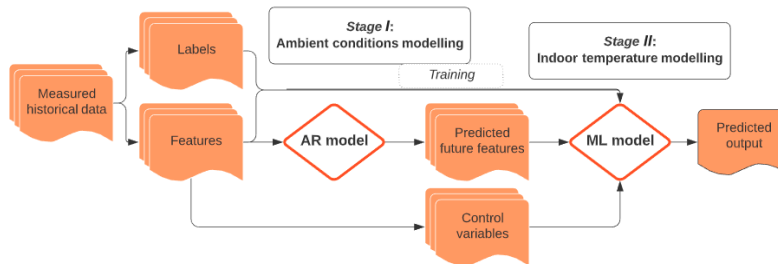 Stage I:
Ambient conditions modelling
Stage II:
Indoor temperature modelling
Labels
Training
Measured
historical data
Features
AR model
Predicted
future features
ML model
Predicted
output
Control
variables